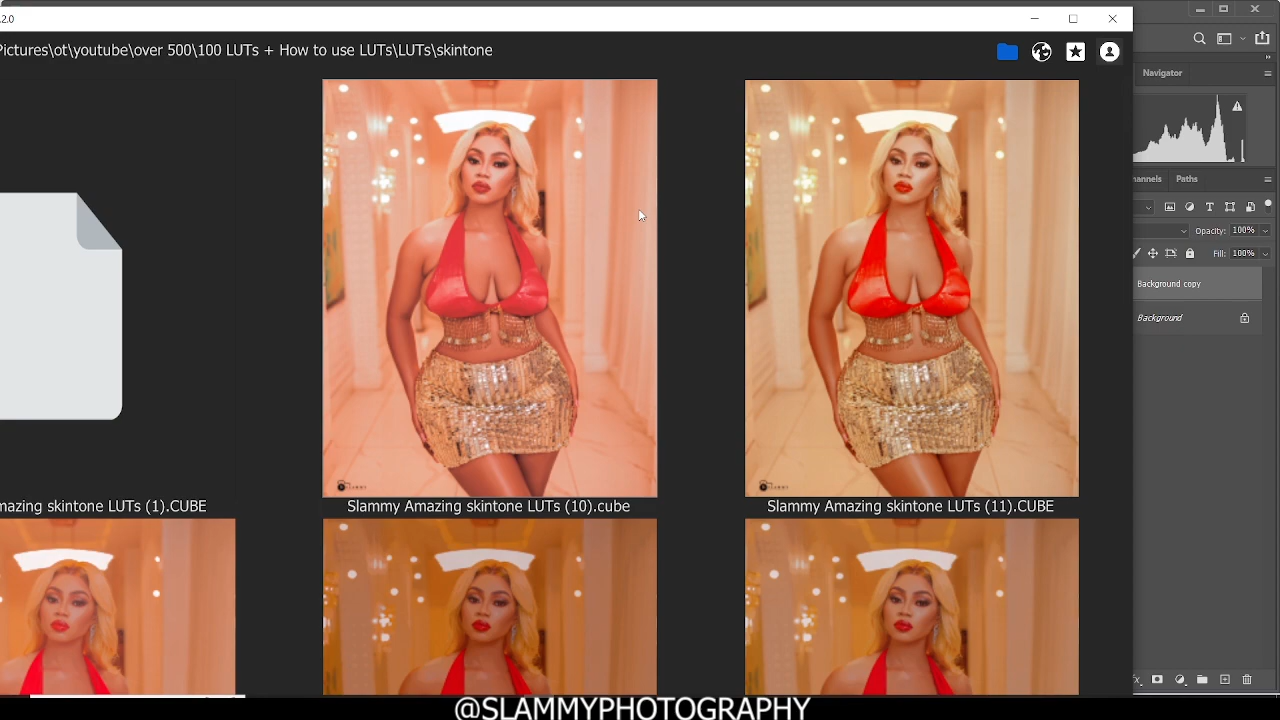 .2.0
Pictures\ot\youtube\over 500\100 LUTs + How to use LUTs\LUTs\skintone
Navigator
annels
Paths
Opacity: 100%
Fill: 100%
Background copy
Background
mazing skintone LUTs (1).CUBE
Slammy Amazing skintone LUTs (10).cube
Slammy Amazing skintone LUTs (11).CUBE
@SLAMMYPHOTOGRAPHY